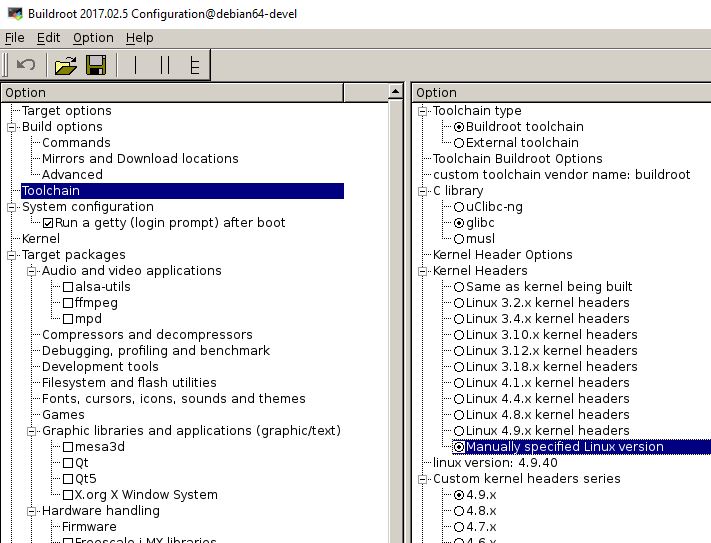 Buildroot 2017.02.5 Configuration@debian64-devel
File Edit Option Help
Option
Target options
Build options
Commands
Mirrors and Download locations
Advanced
Toolchain
System configuration
Run a getty (login prompt) after boot
Kernel
Target packages
Audio and video applications
alsa-utils
ffmpeg
mpd
Compressors and decompressors
Debugging, profiling and benchmark
Development tools
Filesystem and flash utilities
Fonts, cursors, icons, sounds and themes
Games
Graphic libraries and applications (graphic/text)
mesa3d
Qt
Qt5
X.org X Window System
Hardware handling
Firmware
Freescale i.MX libraries
Option
Toolchain type
Buildroot toolchain
External toolchain
Toolchain Buildroot Options
custom toolchain vendor name: buildroot
C library
uClibc-ng
glibc
musl
Kernel Header Options
Kernel Headers
Same as kernel being built
Linux 3.2.x kernel headers
Linux 3.4.x kernel headers
Linux 3.10.x kernel headers
Linux 3.12.x kernel headers
Linux 3.18.x kernel headers
Linux 4.1.x kernel headers
Linux 4.4.x kernel headers
Linux 4.8.x kernel headers
Linux 4.9.x kernel headers
Manually specified Linux version
linux version: 4.9.40
Custom kernel headers series
4.9.x
4.8.x
4.7.x
4.6.x